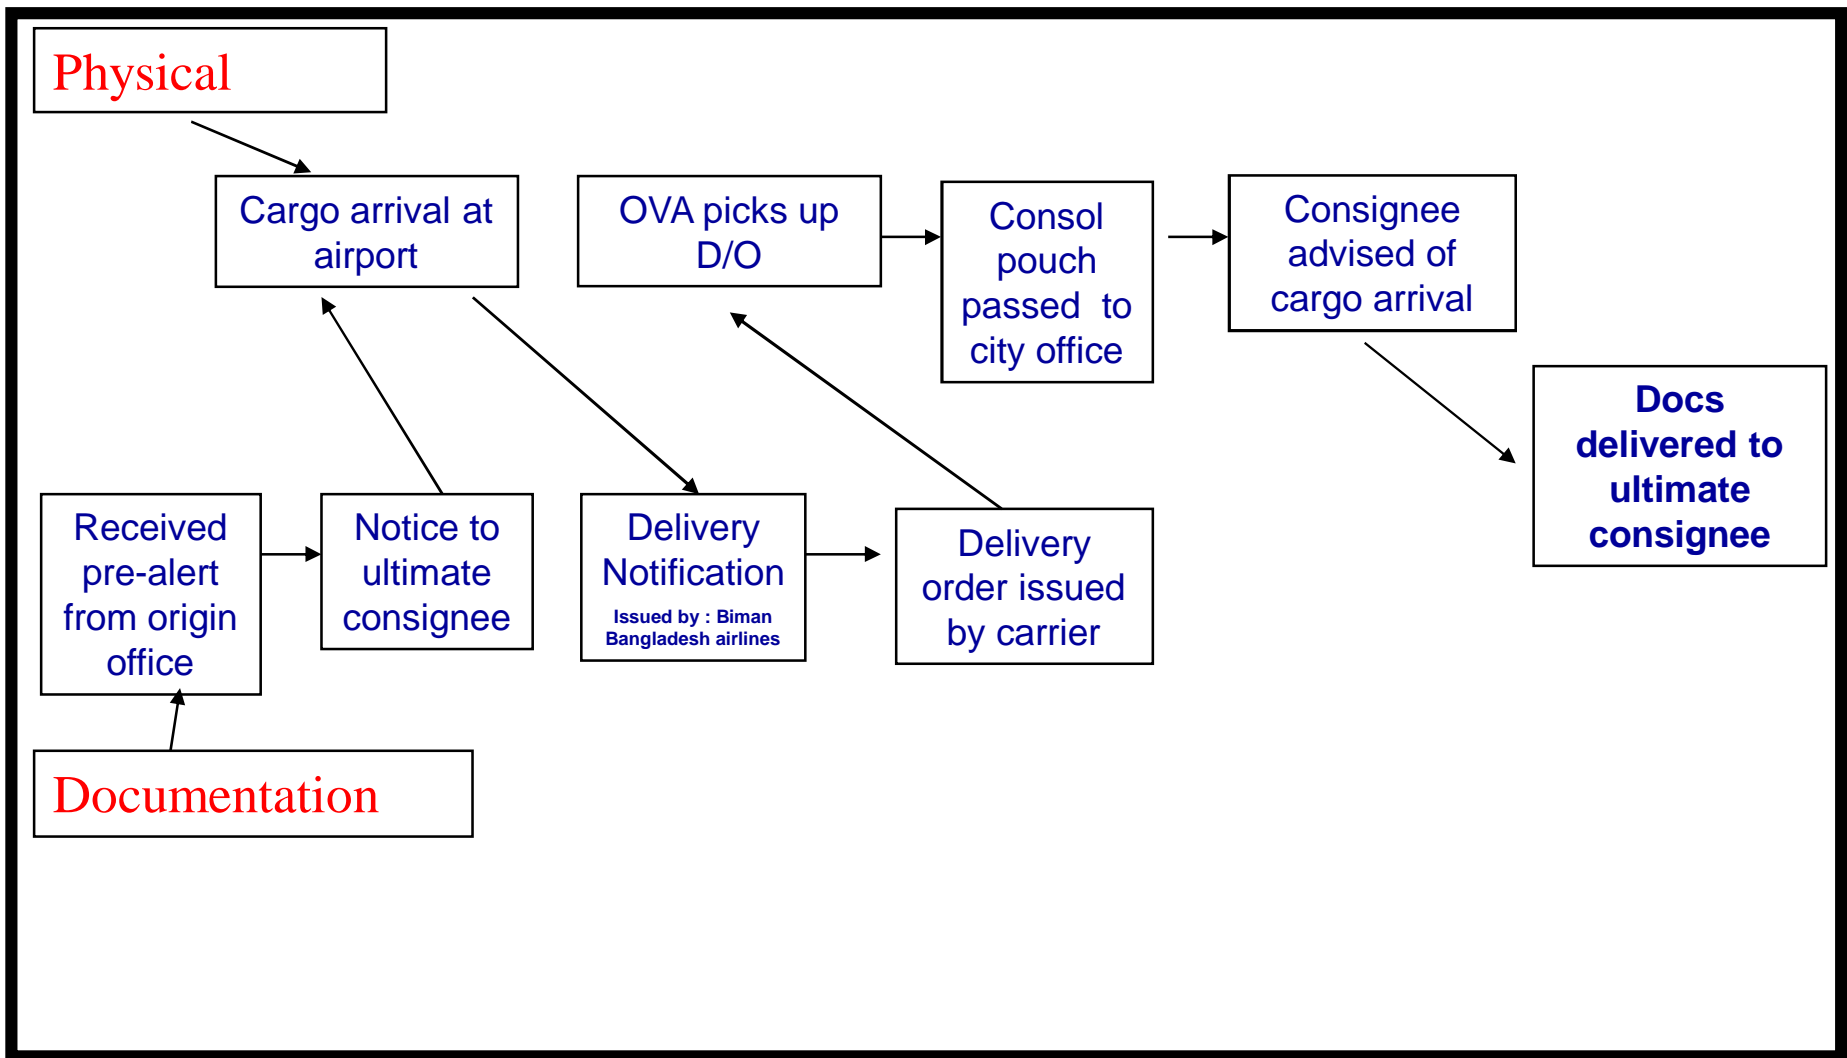 Physical
Cargo arrival at
airport
OVA picks up
D/O
Consol
pouch
passed to
city office
Consignee
advised of
cargo arrival
Docs
delivered to
ultimate
consignee
Received
pre-alert
from origin
office
Notice to
ultimate
consignee
Delivery
Notification
Issued by : Biman
Bangladesh airlines
Delivery
order issued
by carrier
Documentation